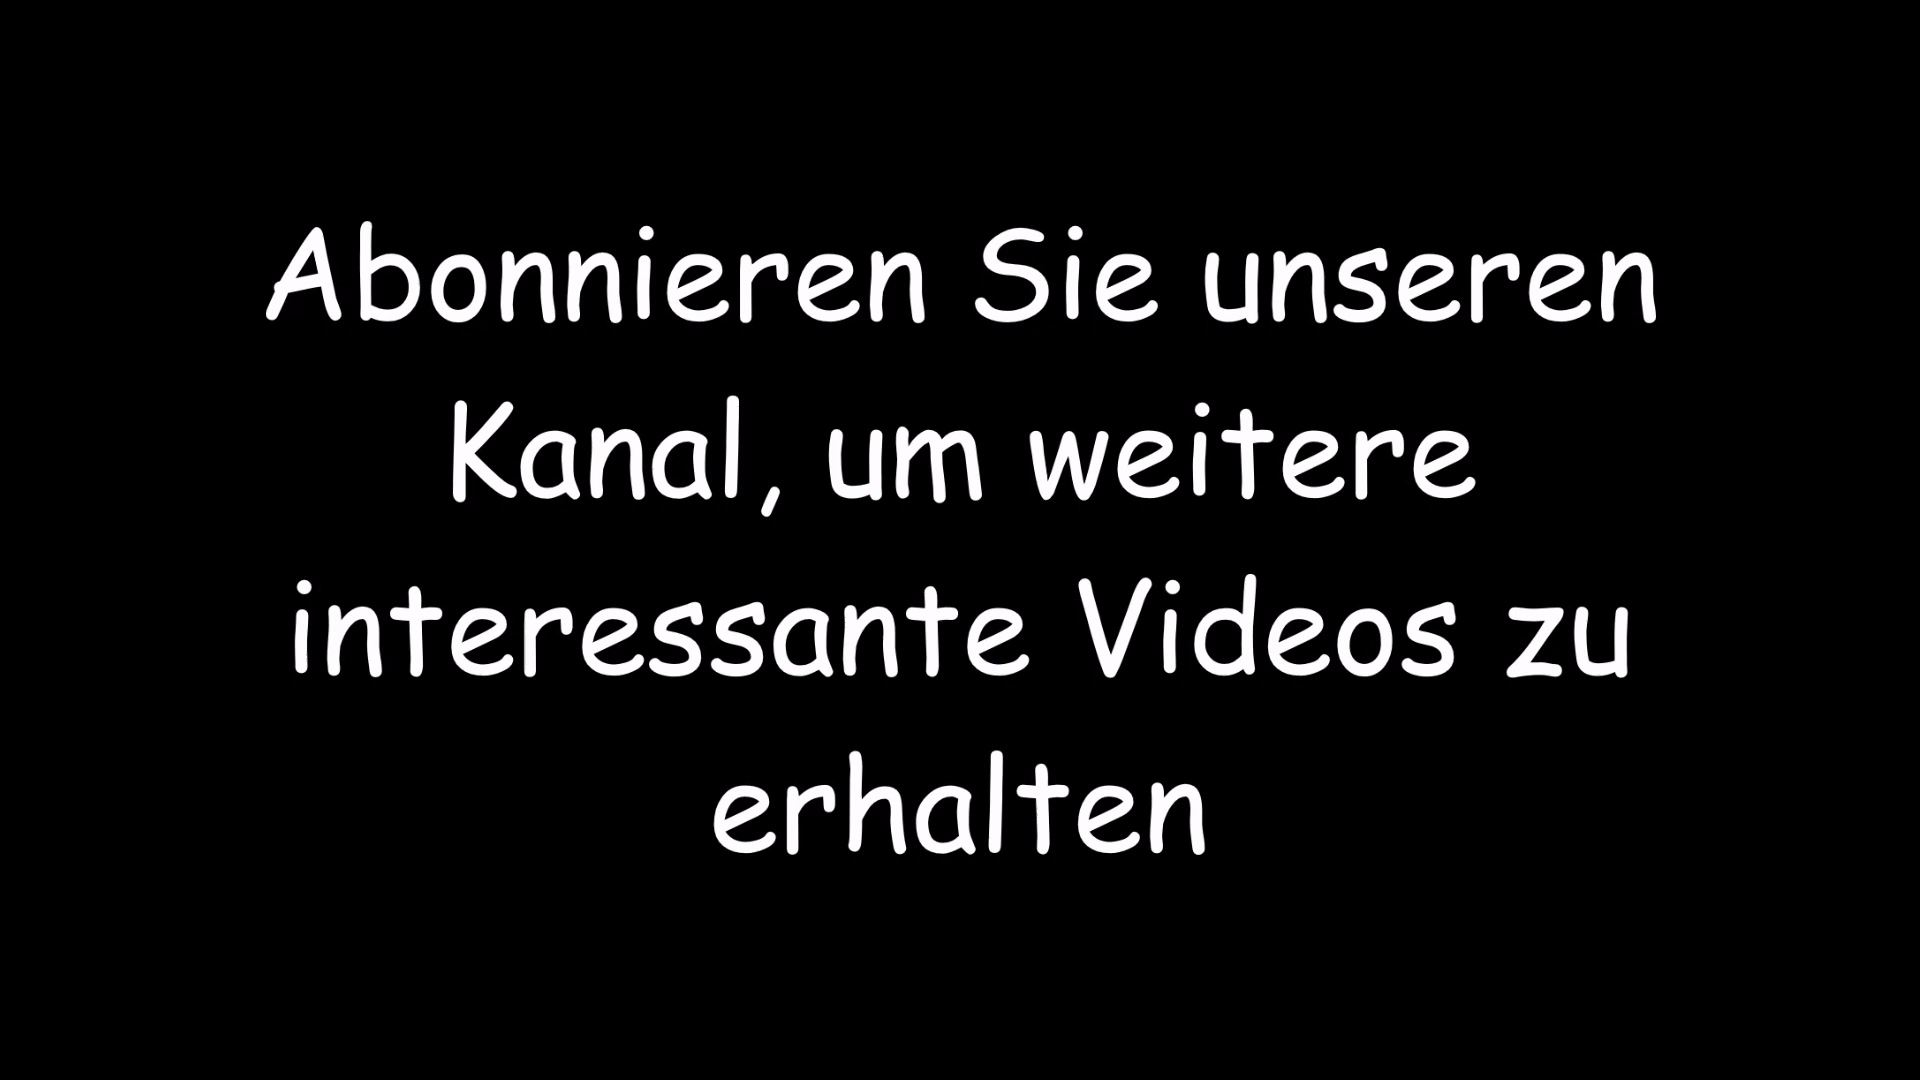 Abonnieren Sie unseren
Kanal, um weitere
interessante Videos zu
erhalten